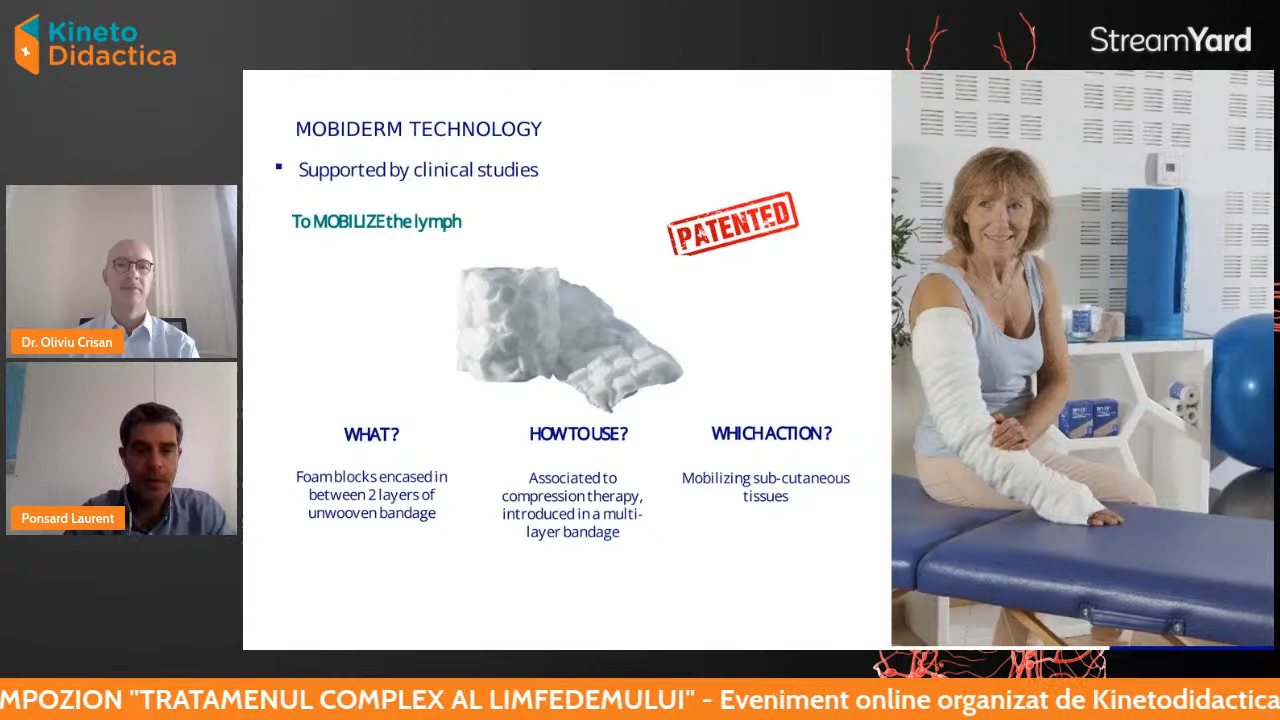 Kineto
Didactica
StreamYard
MOBIDERM TECHNOLOGY
Supported by clinical studies
To MOBILIZE the lymph
PATENTED
WHAT?
Foam blocks encased in
between 2 layers of
unwooven bandage
HOW TO USE?
Associated to
compression therapy,
introduced in a multi-
layer bandage
WHICH ACTION?
Mobilizing sub-cutaneous
tissues
Dr. Oliviu Crisan
Ponsard Laurent
MPOZION "TRATAMENUL COMPLEX AL LIMFEDEMULUI" - Eveniment online organizat de Kinetodidactica